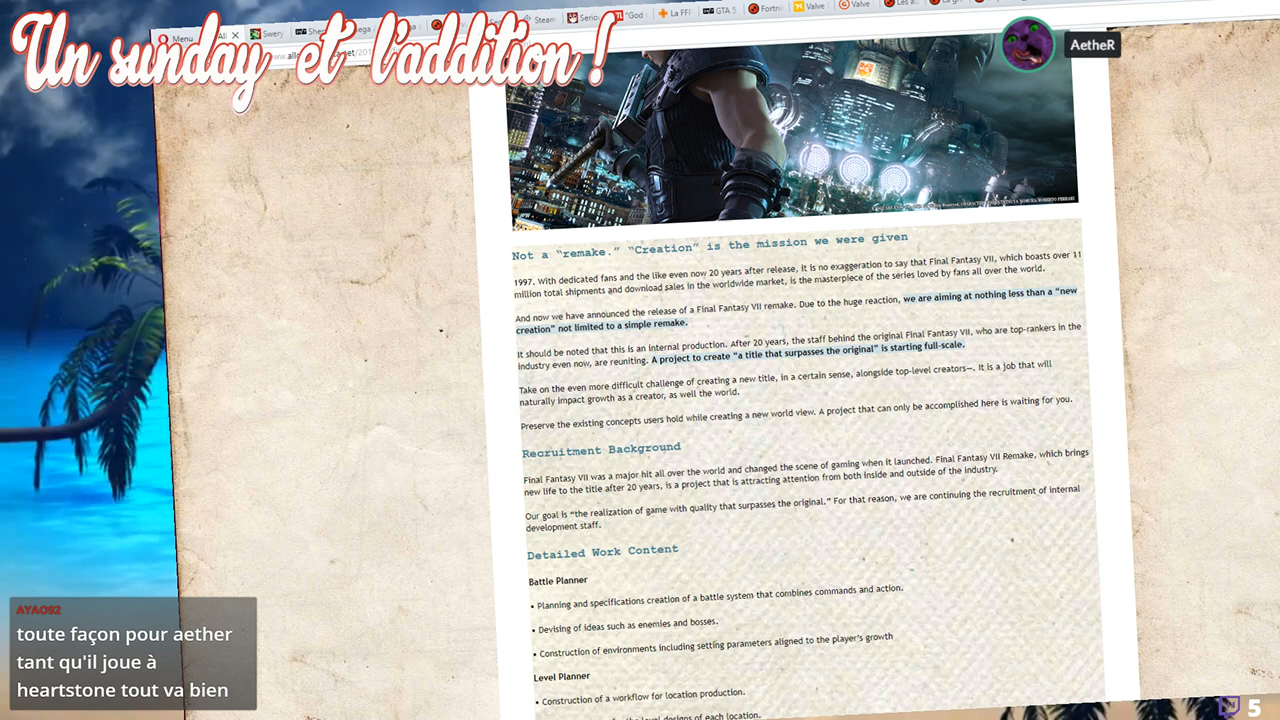 Un sunday et l'addition !
Menu
Swery
Steam
"God
La FF
GTA 5
Fortni
Valve
Valve
AetheR
Not a “remake.” “Creation” is the mission we were given
1997. With dedicated fans and the like even now 20 years after release, it is no exaggeration to say that Final Fantasy VII, which boasts over 11
million total shipments and download sales in the worldwide market, is the masterpiece of the series loved by fans all over the world.
And now we have announced the release of a Final Fantasy VII remake. Due to the huge reaction, we are aiming at nothing less than a “new
creation” not limited to a simple remake.
It should be noted that this is an internal production. After 20 years, the staff behind the original Final Fantasy VII, who are top-rankers in the
industry even now, are reuniting. A project to create “a title that surpasses the original” is starting full-scale.
Take on the even more difficult challenge of creating a new title, in a certain sense, alongside top-level creators—. It is a job that will
naturally impact growth as a creator, as well the world.
Preserve the existing concepts users hold while creating a new world view. A project that can only be accomplished here is waiting for you.
Recruitment Background
Final Fantasy VII was a major hit all over the world and changed the scene of gaming when it launched. Final Fantasy VII Remake, which brings
new life to the title after 20 years, is a project that is attracting attention from both inside and outside of the industry.
Our goal is “the realization of game with quality that surpasses the original.” For that reason, we are continuing the recruitment of internal
development staff.
Detailed Work Content
Battle Planner
• Planning and specifications creation of a battle system that combines commands and action.
• Devising of ideas such as enemies and bosses.
• Construction of environments including setting parameters aligned to the player's growth
Level Planner
• Construction of a workflow for location production.
the level designs of each location.
AYAO92
toute façon pour aether
tant qu'il joue à
heartstone tout va bien
5